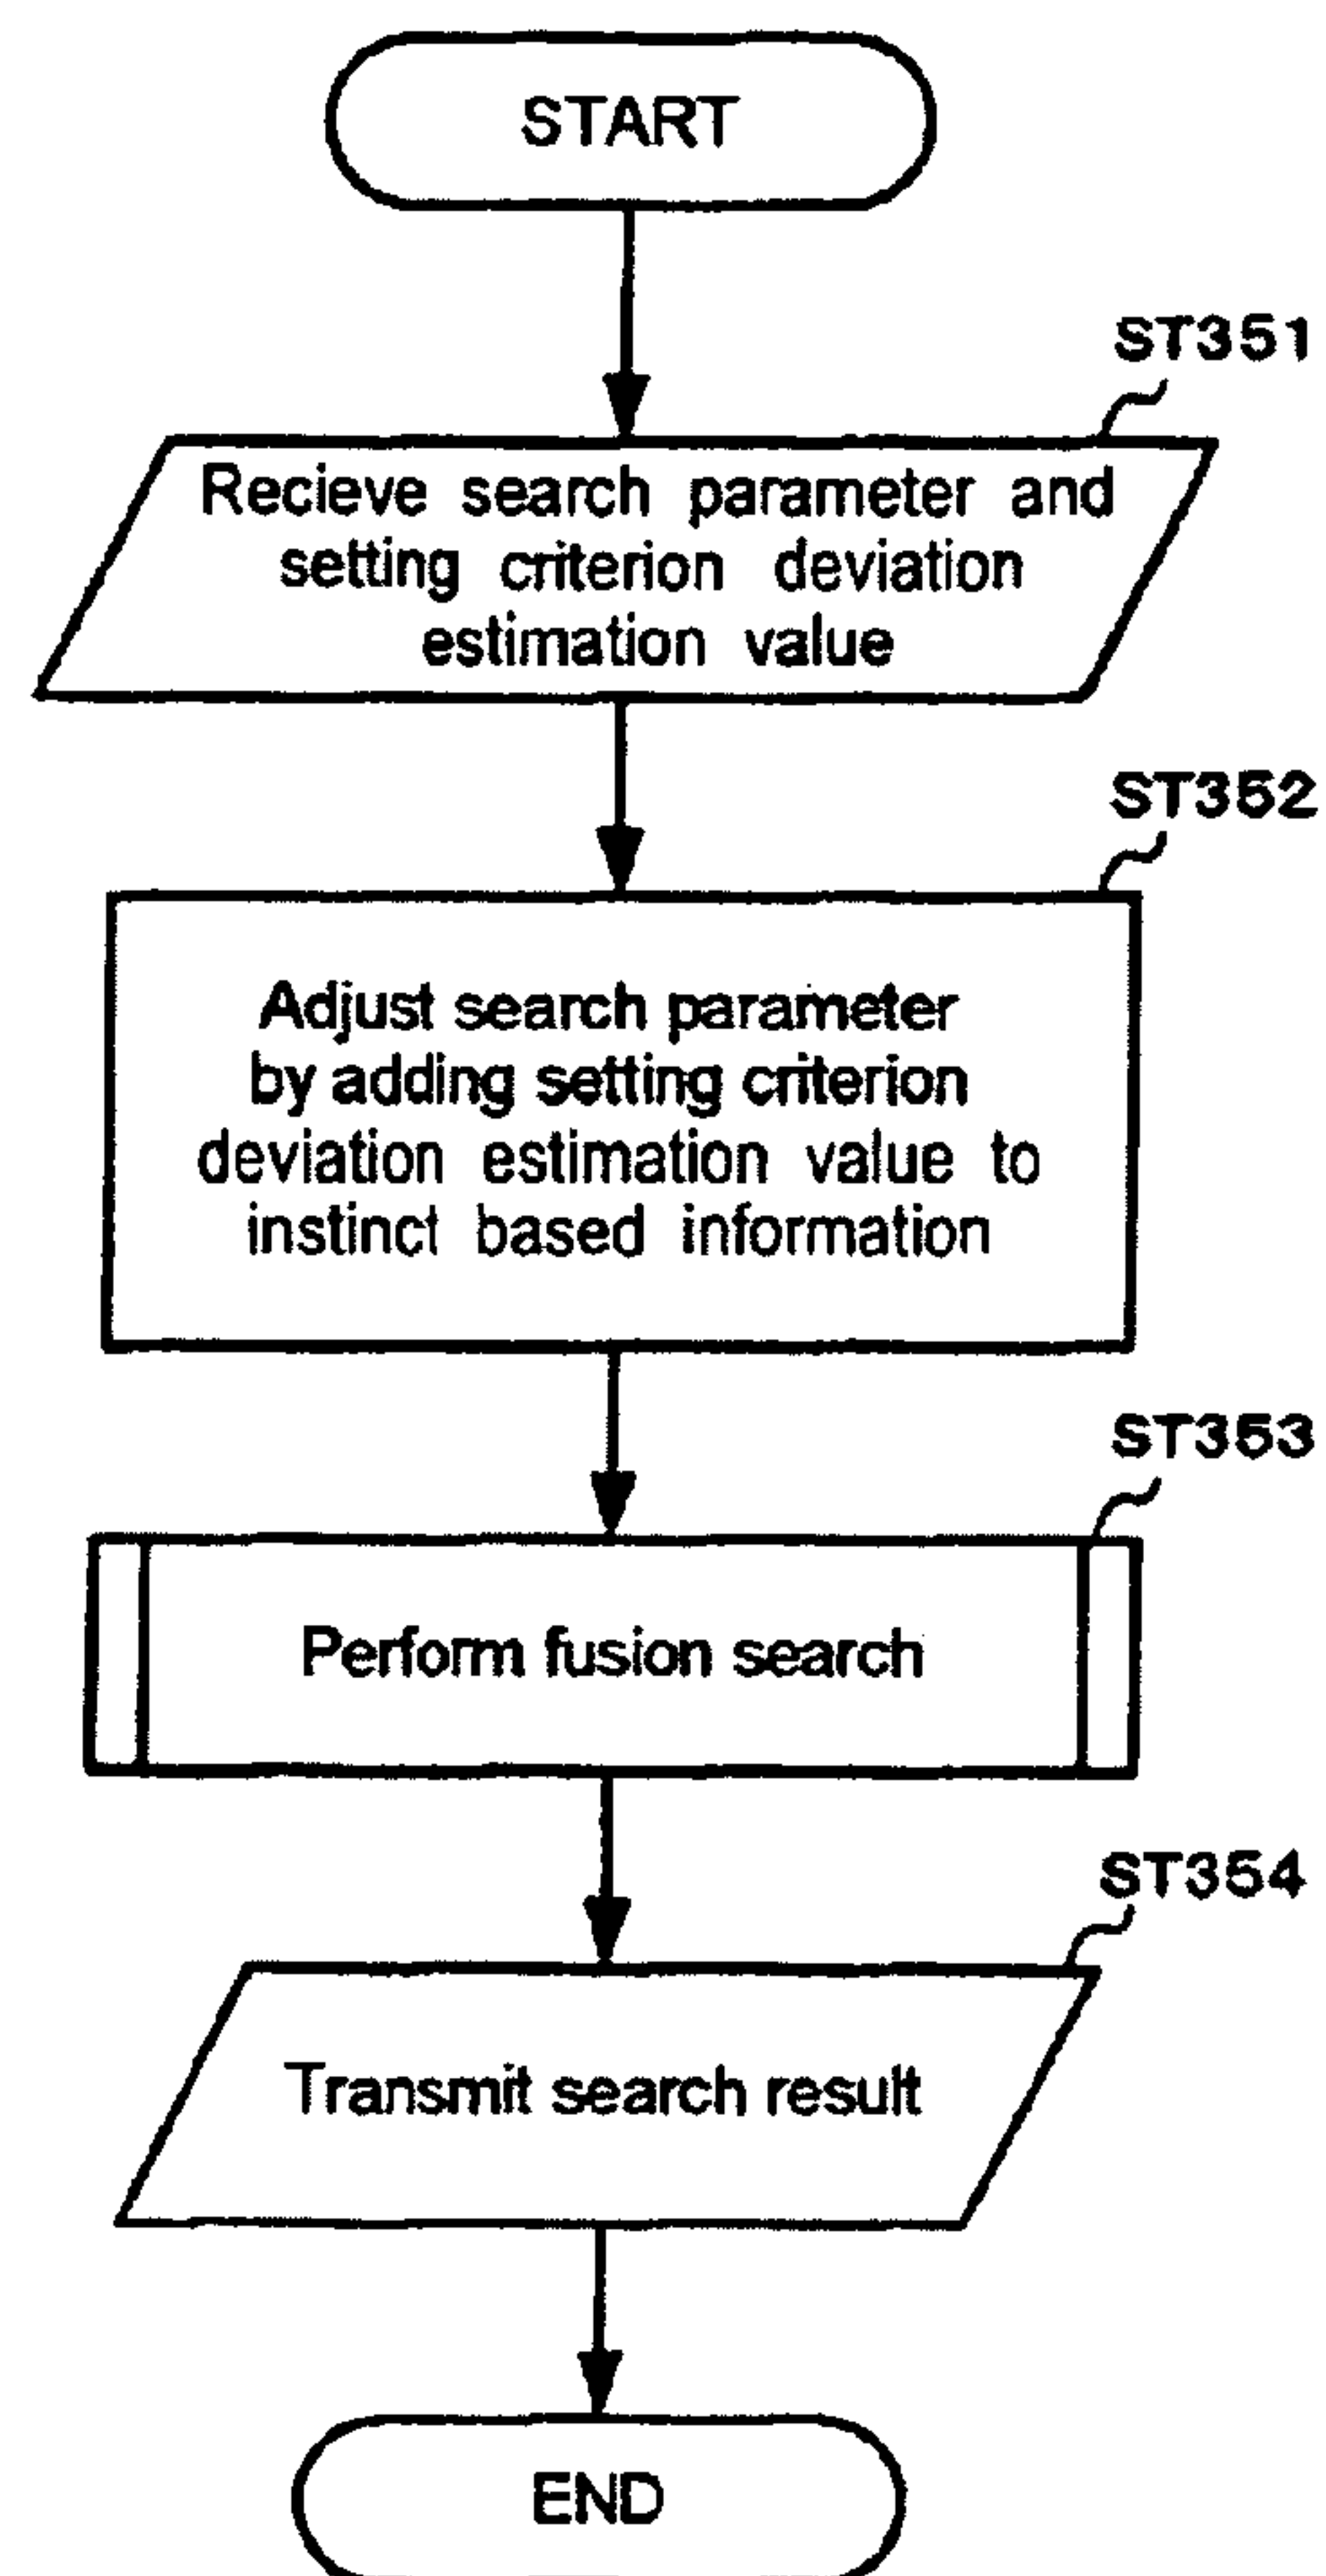 START
ST351
Recieve search parameter and
setting criterion deviation
estimation value
ST352
Adjust search parameter
by adding setting criterion
deviation estimation value to
instinct based information
ST353
Perform fusion search
ST354
Transmit search result
END